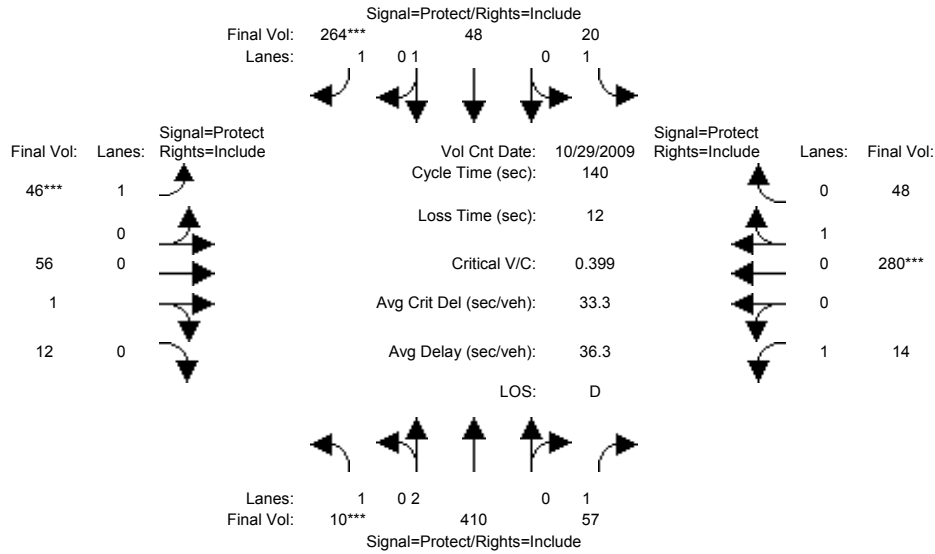 Signal=Protect/Rights=Include
Final Vol: 264*** 48 20
Lanes: 1 0 1 0 1
Signal=Protect Signal=Protect
Final Vol: Lanes: Rights=Include Vol Cnt Date: 10/29/2009 Rights=Include Lanes: Final Vol:
Cycle Time (sec): 140
46*** 1 0 48
Loss Time (sec): 12
0 1
56 0 Critical V/C: 0.399 0 280***
1 Avg Crit Del (sec/veh): 33.3 0
12 0 Avg Delay (sec/veh): 36.3 1 14
LOS: D
Lanes: 1 0 2 0 1
Final Vol: 10*** 410 57
Signal=Protect/Rights=Include